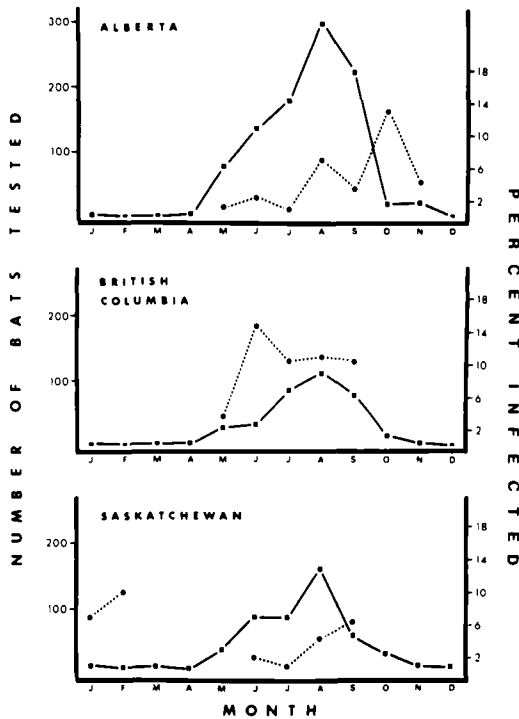 NUMBER OF BATS TESTED
PERCENT INFECTED
ALBERTA
300
200
100
18
14
10
6
2
J F M A M J J A S O N D
BRITISH
COLUMBIA
200
100
18
14
10
6
2
J F M A M J J A S O N D
SASKATCHEWAN
200
100
18
14
10
6
2
J F M A M J J A S O N D
MONTH